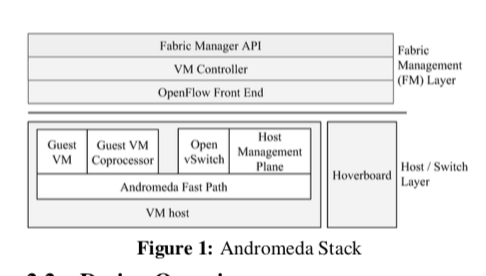 Fabric Manager API
VM Controller
OpenFlow Front End
Fabric
Management
(FM) Layer
Guest
VM
Guest VM
Coprocessor
Open
vSwitch
Host
Management
Plane
Andromeda Fast Path
VM host
Hoverboard
Host / Switch
Layer
Figure 1: Andromeda Stack